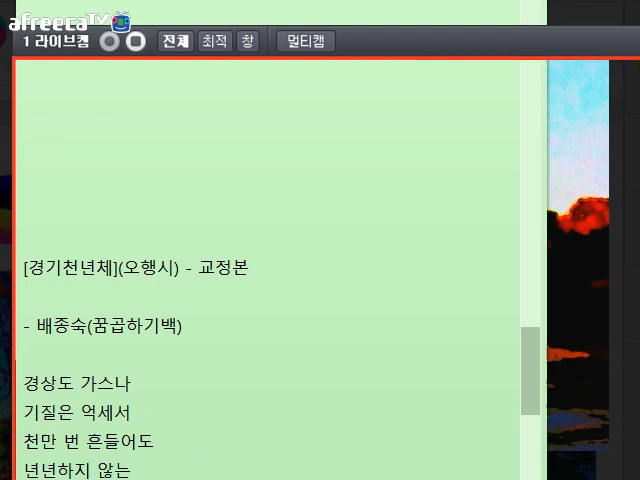 afreecaTV
1 라이브캠 전체 최적 창 멀티캠
[경기천년체](오행시) - 교정본
- 배종숙(꿈곱하기백)
경상도 가스나
기질은 억세서
천만 번 흔들어도
년년하지 않는